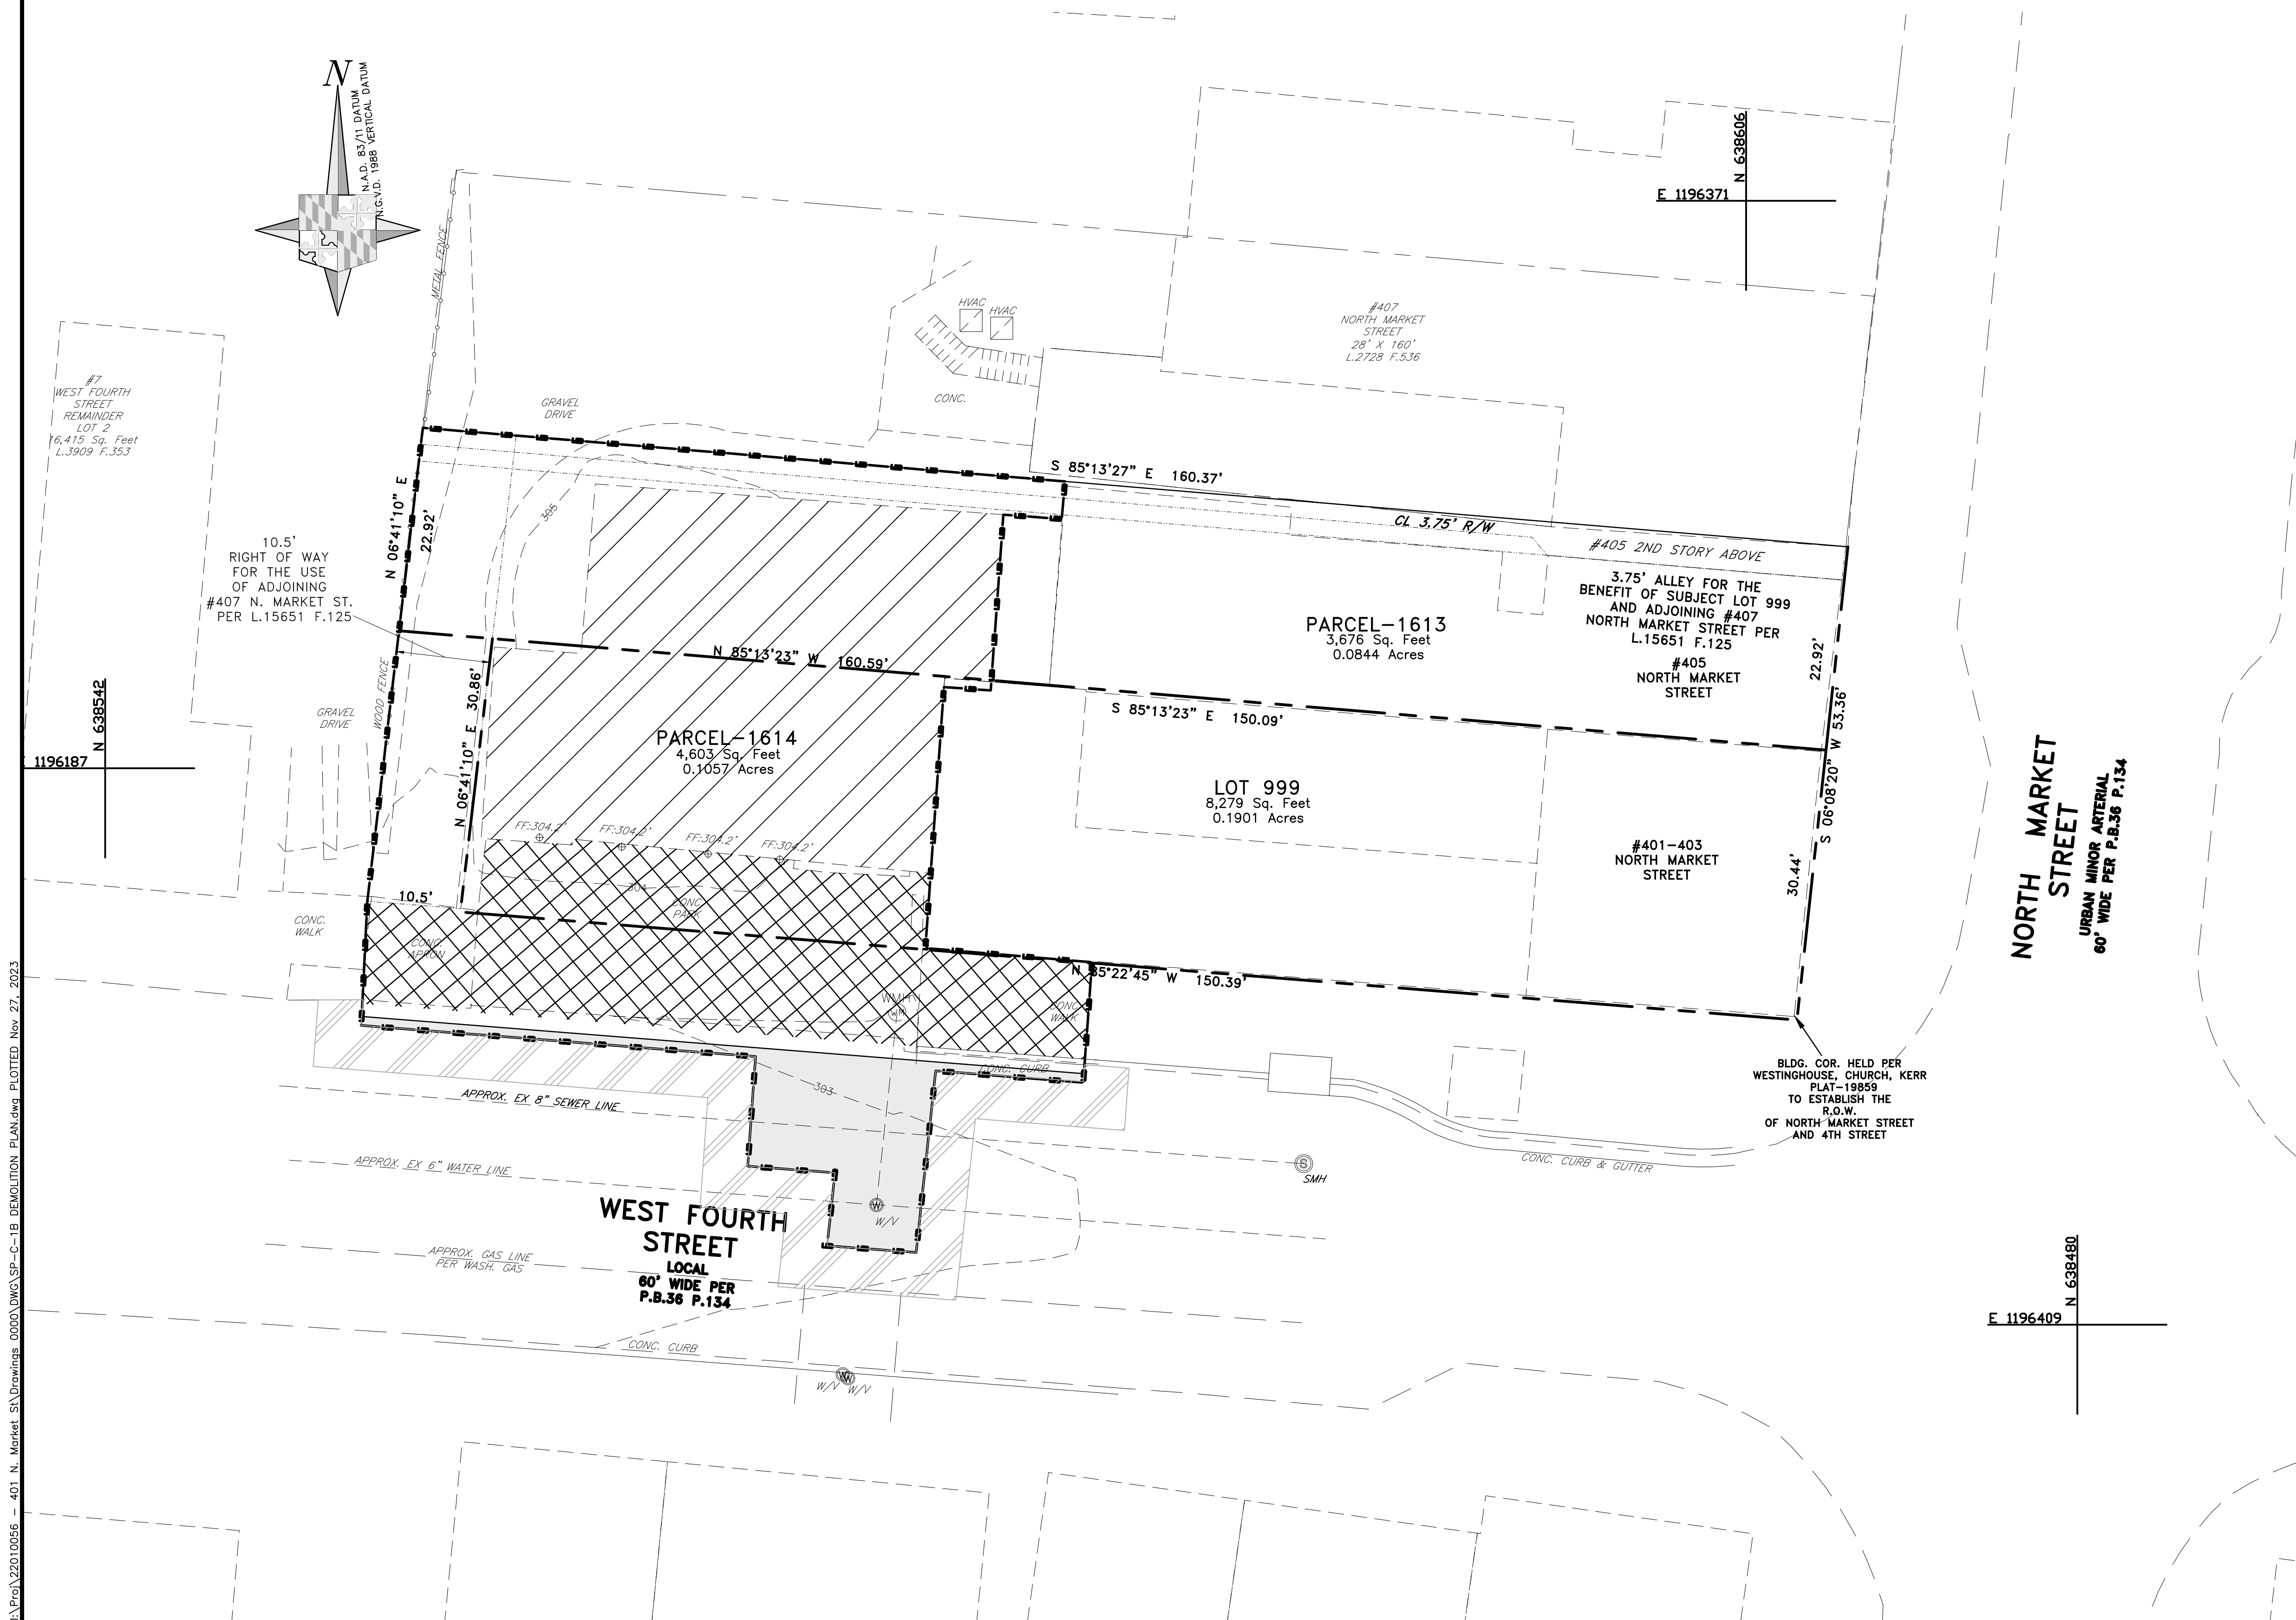 N
N.A.D. 83/11 DATUM
N.G.V.D. 1988 VERTICAL DATUM
N 638606
E 1196371
METAL FENCE
HVAC
HVAC
#407
NORTH MARKET
STREET
28' X 160'
L.2728 F.536
#7
WEST FOURTH
STREET
REMAINDER
LOT 2
16,415 Sq. Feet
L.3909 F.353
GRAVEL
DRIVE
CONC.
S 85°13'27" E 160.37'
CL 3.75' R/W
#405 2ND STORY ABOVE
N 06°41'10" E
22.92'
305
10.5'
RIGHT OF WAY
FOR THE USE
OF ADJOINING
#407 N. MARKET ST.
PER L.15651 F.125
3.75' ALLEY FOR THE
BENEFIT OF SUBJECT LOT 999
AND ADJOINING #407
NORTH MARKET STREET PER
L.15651 F.125
#405
NORTH MARKET
STREET
PARCEL-1613
3,676 Sq. Feet
0.0844 Acres
22.92'
N 85°13'23" W 160.59'
S 85°13'23" E 150.09'
S 06°08'20" W 53.36'
WOOD FENCE
N 06°41'10" E 30.86'
GRAVEL
DRIVE
N 638542
1196187
PARCEL-1614
4,603 Sq. Feet
0.1057 Acres
LOT 999
8,279 Sq. Feet
0.1901 Acres
#401-403
NORTH MARKET
STREET
30.44'
NORTH MARKET
STREET
URBAN MINOR ARTERIAL
60' WIDE PER P.B.36 P.134
FF:304.2'
FF:304.2'
FF:304.2'
FF:304.2'
304
10.5'
CONC.
PARK
CONC.
WALK
CONC.
APRON
N 85°22'45" W 150.39'
WMH
WM
CONC.
WALK
CONC. CURB
303
BLDG. COR. HELD PER
WESTINGHOUSE, CHURCH, KERR
PLAT-19859
TO ESTABLISH THE
R.O.W.
OF NORTH MARKET STREET
AND 4TH STREET
APPROX. EX 8" SEWER LINE
APPROX. EX 6" WATER LINE
S
SMH
CONC. CURB & GUTTER
W
W/V
WEST FOURTH
STREET
LOCAL
60' WIDE PER
P.B.36 P.134
APPROX. GAS LINE
PER WASH. GAS
N 638480
E 1196409
CONC. CURB
W
W
W/V W/V
I:\Proj\22010056 - 401 N. Market St\Drawings 0000\DWG\SP-C-1B DEMOLITION PLAN.dwg PLOTTED Nov 27, 2023